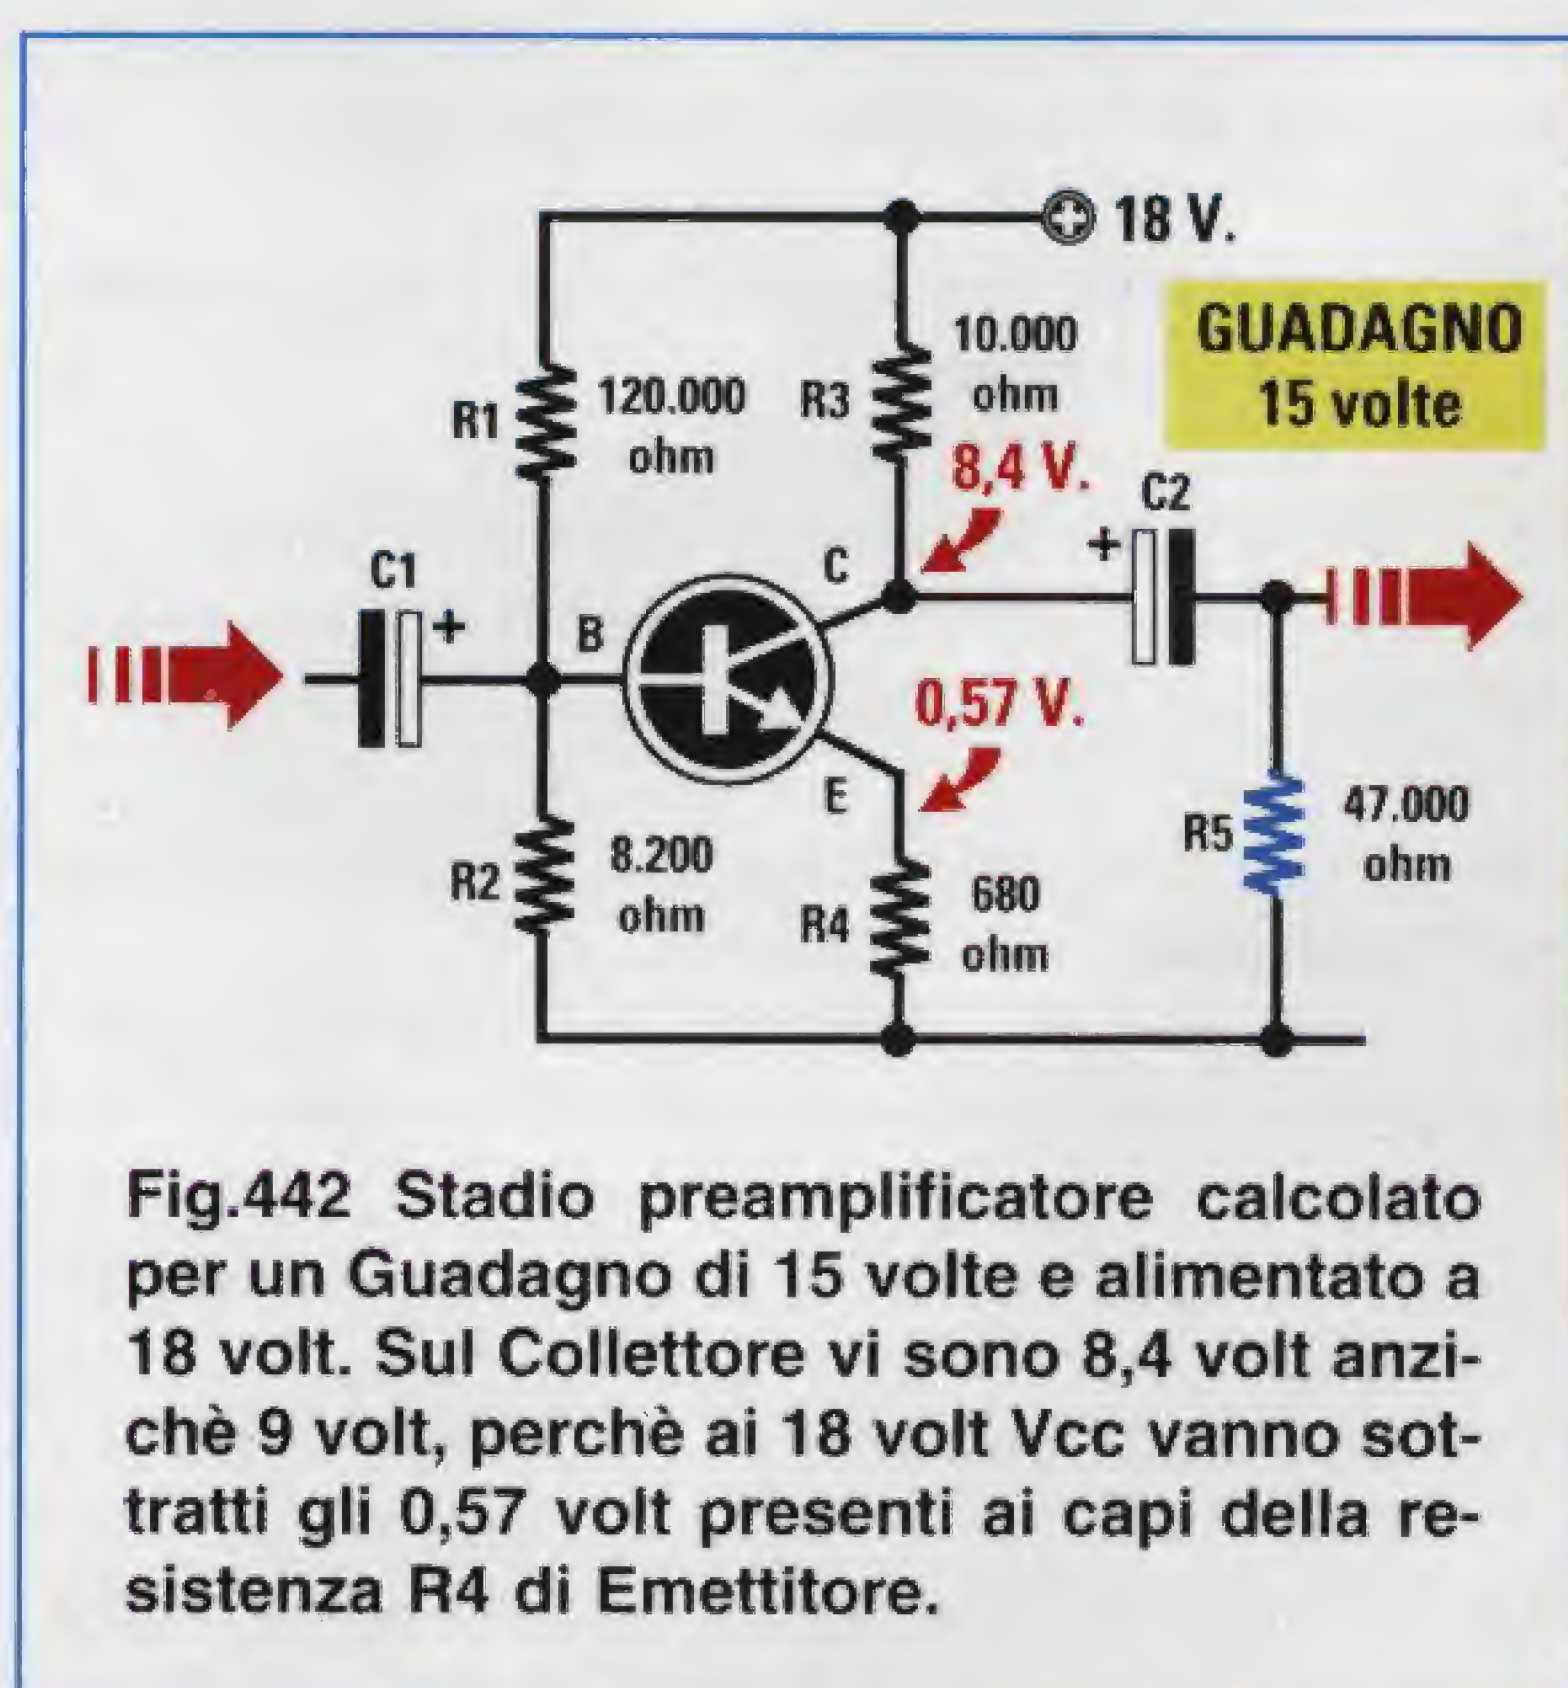 18 V.
GUADAGNO
15 volte
10.000
ohm
R3
R1
120.000
ohm
8,4 V.
C2
+
C
C1
+
B
0,57 V.
E
R2
8.200
ohm
R4
680
ohm
R5
47.000
ohm
Fig.442 Stadio preamplificatore calcolato
per un Guadagno di 15 volte e alimentato a
18 volt. Sul Collettore vi sono 8,4 volt anzi-
chè 9 volt, perchè ai 18 volt Vcc vanno sot-
tratti gli 0,57 volt presenti ai capi della re-
sistenza R4 di Emettitore.